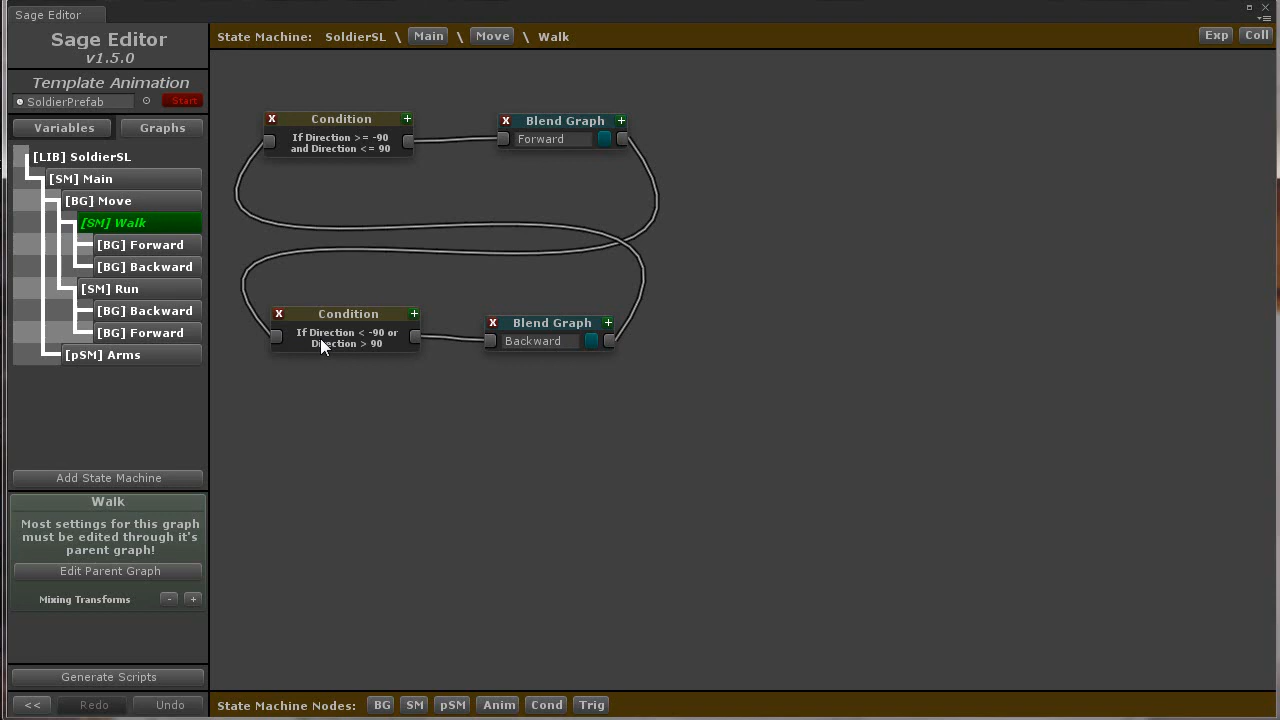 Sage Editor
Sage Editor
v1.5.0
Template Animation
SoldierPrefab
Start
Variables
Graphs
[LIB] SoldierSL
[SM] Main
[BG] Move
[SM] Walk
[BG] Forward
[BG] Backward
[SM] Run
[BG] Backward
[BG] Forward
[pSM] Arms
Add State Machine
Walk
Most settings for this graph
must be edited through it's
parent graph!
Edit Parent Graph
Mixing Transforms
-
+
Generate Scripts
<<
Redo
Undo
State Machine: SoldierSL \ Main \ Move \ Walk
Exp
Coll
X
Condition
+
If Direction >= -90
and Direction <= 90
X
Blend Graph
+
Forward
X
Condition
+
If Direction < -90 or
Direction > 90
X
Blend Graph
+
Backward
State Machine Nodes:
BG
SM
pSM
Anim
Cond
Trig